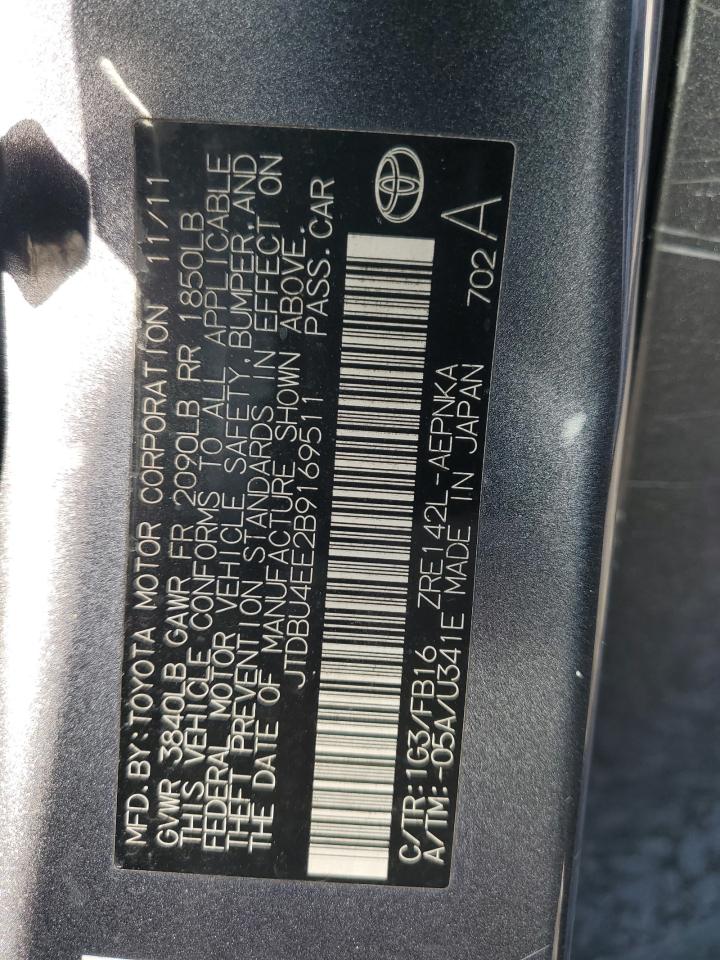 MFD. BY: TOYOTA MOTOR CORPORATION 11/11
GVWR 3840LB GAWR FR 2090LB RR 1850LB
THIS VEHICLE CONFORMS TO ALL APPLICABLE
FEDERAL MOTOR VEHICLE SAFETY, BUMPER, AND
THEFT PREVENTION STANDARDS IN EFFECT ON
THE DATE OF MANUFACTURE SHOWN ABOVE.
JTDBU4EE2B9169511 PASS. CAR
C/TR: 1G3/FB16 ZRE142L-AEPNKA 702 A
A/TM: -05A/U341E MADE IN JAPAN